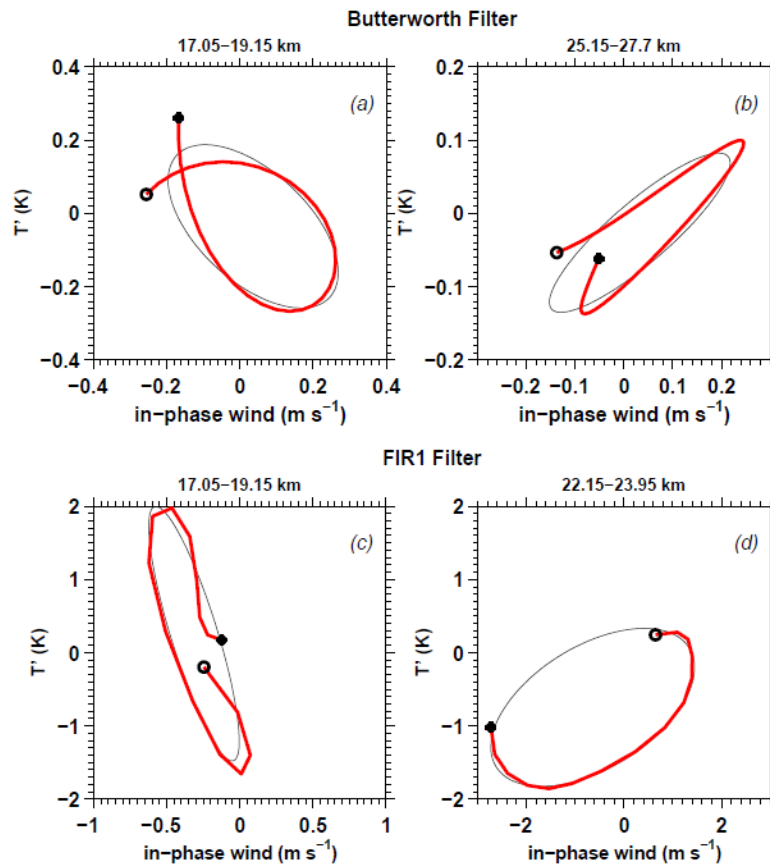 Butterworth Filter
17.05−19.15 km
25.15−27.7 km
(a)
(b)
T' (K)
0.4
0.2
0
−0.2
−0.4
−0.4
−0.2
0
0.2
0.4
in−phase wind (m s⁻¹)
T' (K)
0.2
0.1
0
−0.1
−0.2
−0.2
−0.1
0
0.1
0.2
in−phase wind (m s⁻¹)
FIR1 Filter
17.05−19.15 km
22.15−23.95 km
(c)
(d)
T' (K)
2
1
0
−1
−2
−1
−0.5
0
0.5
1
in−phase wind (m s⁻¹)
T' (K)
2
1
0
−1
−2
−2
0
2
in−phase wind (m s⁻¹)